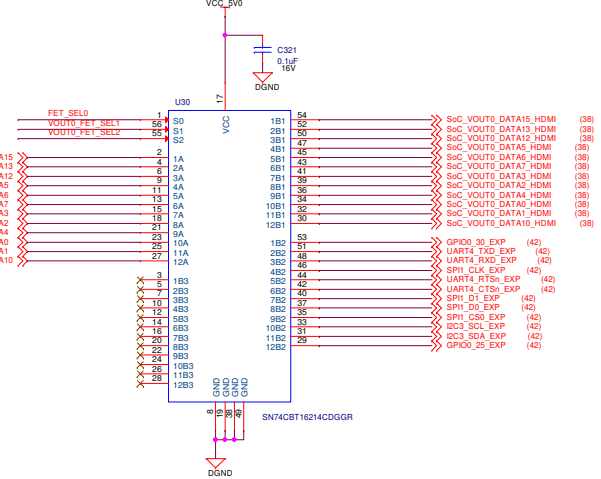 VCC_5V0
C321
0.1uF
16V
DGND
17
U30
VCC
FET_SEL0 1 S0
VOUT0_FET_SEL1 56 S1
VOUT0_FET_SEL2 55 S2
A15 2 1A
A13 4 2A
A12 6 3A
A5 9 4A
A6 11 5A
A7 13 6A
A3 15 7A
A2 18 8A
A4 21 9A
A0 23 10A
A1 25 11A
A10 27 12A
3 1B3
5 2B3
7 3B3
10 4B3
12 5B3
14 6B3
16 7B3
20 8B3
22 9B3
24 10B3
26 11B3
28 12B3
1B1 54 SoC_VOUT0_DATA15_HDMI (38)
2B1 52 SoC_VOUT0_DATA13_HDMI (38)
3B1 50 SoC_VOUT0_DATA12_HDMI (38)
4B1 47 SoC_VOUT0_DATA5_HDMI (38)
5B1 45 SoC_VOUT0_DATA6_HDMI (38)
6B1 43 SoC_VOUT0_DATA7_HDMI (38)
7B1 41 SoC_VOUT0_DATA3_HDMI (38)
8B1 39 SoC_VOUT0_DATA2_HDMI (38)
9B1 36 SoC_VOUT0_DATA4_HDMI (38)
10B1 34 SoC_VOUT0_DATA0_HDMI (38)
11B1 32 SoC_VOUT0_DATA1_HDMI (38)
12B1 30 SoC_VOUT0_DATA10_HDMI (38)
1B2 53 GPIO0_30_EXP (42)
2B2 51 UART4_TXD_EXP (42)
3B2 48 UART4_RXD_EXP (42)
4B2 46 SPI1_CLK_EXP (42)
5B2 44 UART4_RTSn_EXP (42)
6B2 42 UART4_CTSn_EXP (42)
7B2 40 SPI1_D1_EXP (42)
8B2 37 SPI1_D0_EXP (42)
9B2 35 SPI1_CS0_EXP (42)
10B2 33 I2C3_SCL_EXP (42)
11B2 31 I2C3_SDA_EXP (42)
12B2 29 GPIO0_25_EXP (42)
GND GND GND GND
8 19 38 49
SN74CBT16214CDGGR
DGND